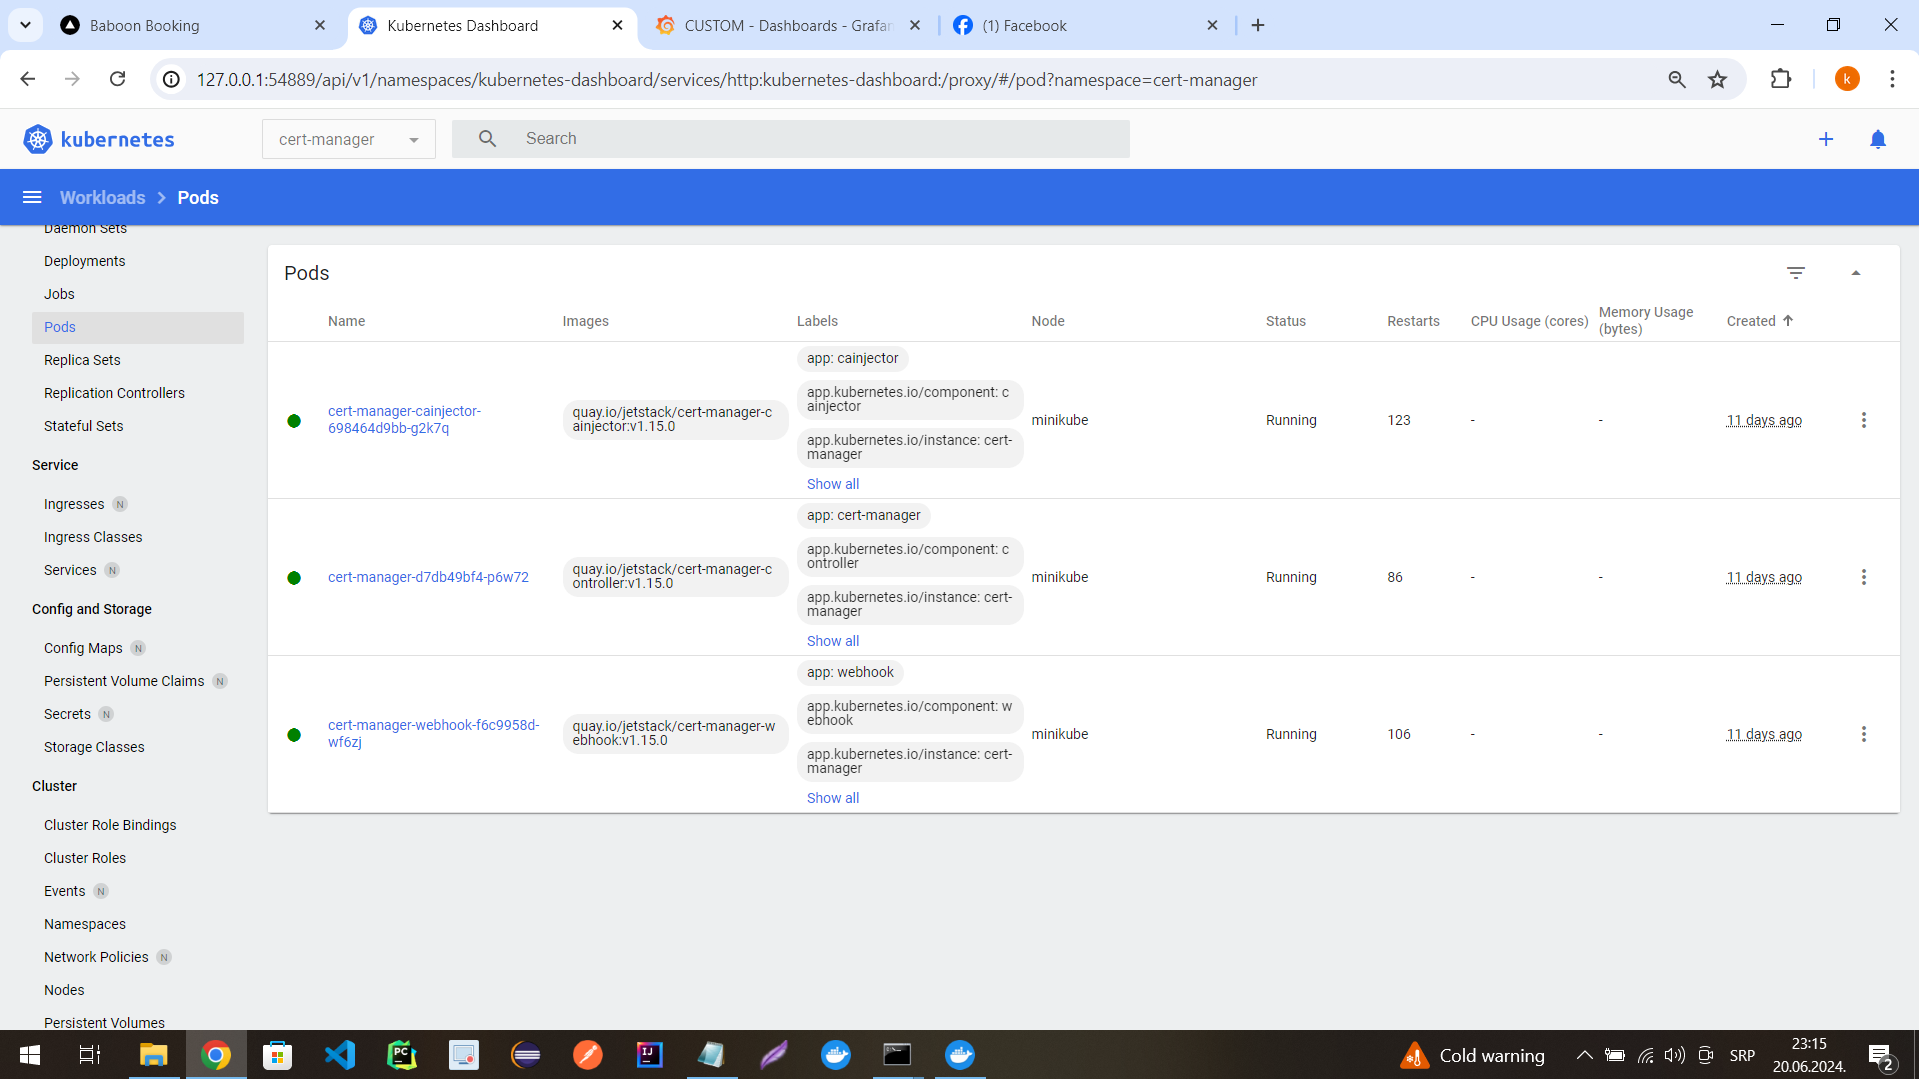 Baboon Booking
Kubernetes Dashboard
CUSTOM - Dashboards - Grafan
(1) Facebook
127.0.0.1:54889/api/v1/namespaces/kubernetes-dashboard/services/http:kubernetes-dashboard:/proxy/#/pod?namespace=cert-manager
k
kubernetes
cert-manager
Search
Workloads
Pods
Daemon Sets
Deployments
Jobs
Pods
Replica Sets
Replication Controllers
Stateful Sets
Service
Ingresses N
Ingress Classes
Services N
Config and Storage
Config Maps N
Persistent Volume Claims N
Secrets N
Storage Classes
Cluster
Cluster Role Bindings
Cluster Roles
Events N
Namespaces
Network Policies N
Nodes
Persistent Volumes
Pods
Name
Images
Labels
Node
Status
Restarts
CPU Usage (cores)
Memory Usage
(bytes)
Created
cert-manager-cainjector-
698464d9bb-g2k7q
quay.io/jetstack/cert-manager-c
ainjector:v1.15.0
app: cainjector
app.kubernetes.io/component: c
ainjector
app.kubernetes.io/instance: cert-
manager
Show all
minikube
Running
123
-
-
11 days ago
cert-manager-d7db49bf4-p6w72
quay.io/jetstack/cert-manager-c
ontroller:v1.15.0
app: cert-manager
app.kubernetes.io/component: c
ontroller
app.kubernetes.io/instance: cert-
manager
Show all
minikube
Running
86
-
-
11 days ago
cert-manager-webhook-f6c9958d-
wf6zj
quay.io/jetstack/cert-manager-w
ebhook:v1.15.0
app: webhook
app.kubernetes.io/component: w
ebhook
app.kubernetes.io/instance: cert-
manager
Show all
minikube
Running
106
-
-
11 days ago
PC
IJ
Cold warning
SRP
23:15
20.06.2024.
2